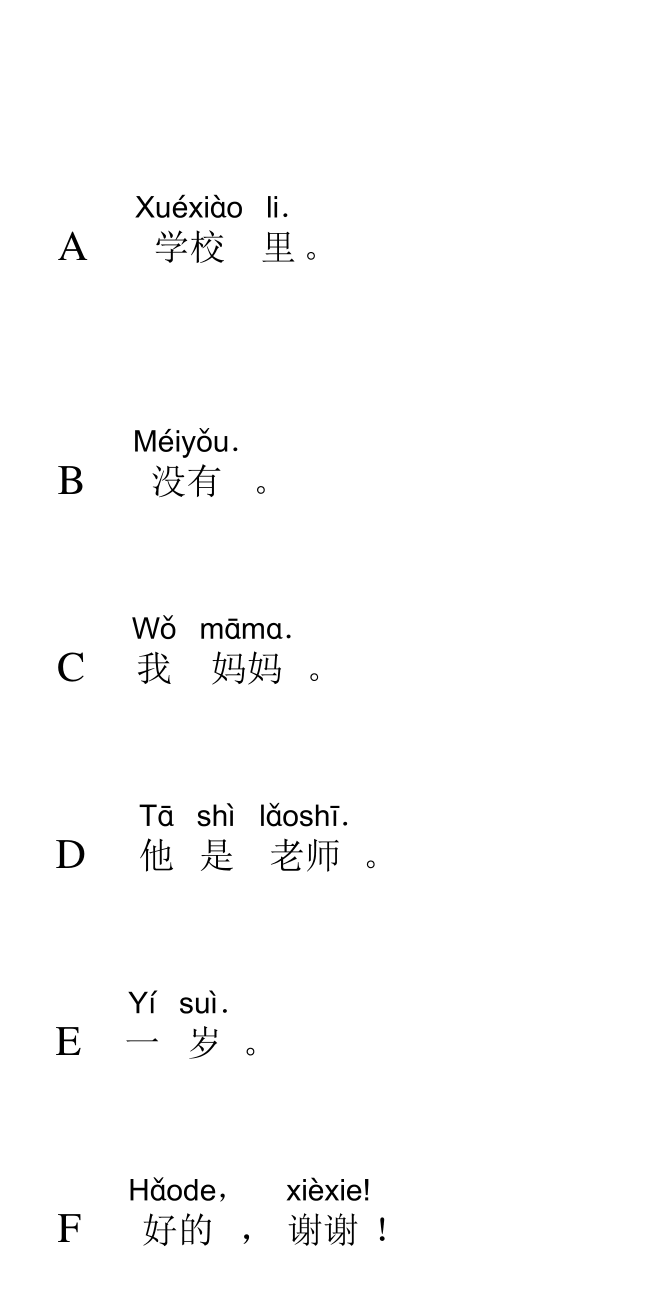 Xuéxiào li.
A 学校 里。
Méiyǒu.
B 没有 。
Wǒ māma.
C 我 妈妈 。
Tā shì lǎoshī.
D 他 是 老师 。
Yí suì.
E 一 岁 。
Hǎode, xièxie!
F 好的 ，谢谢！